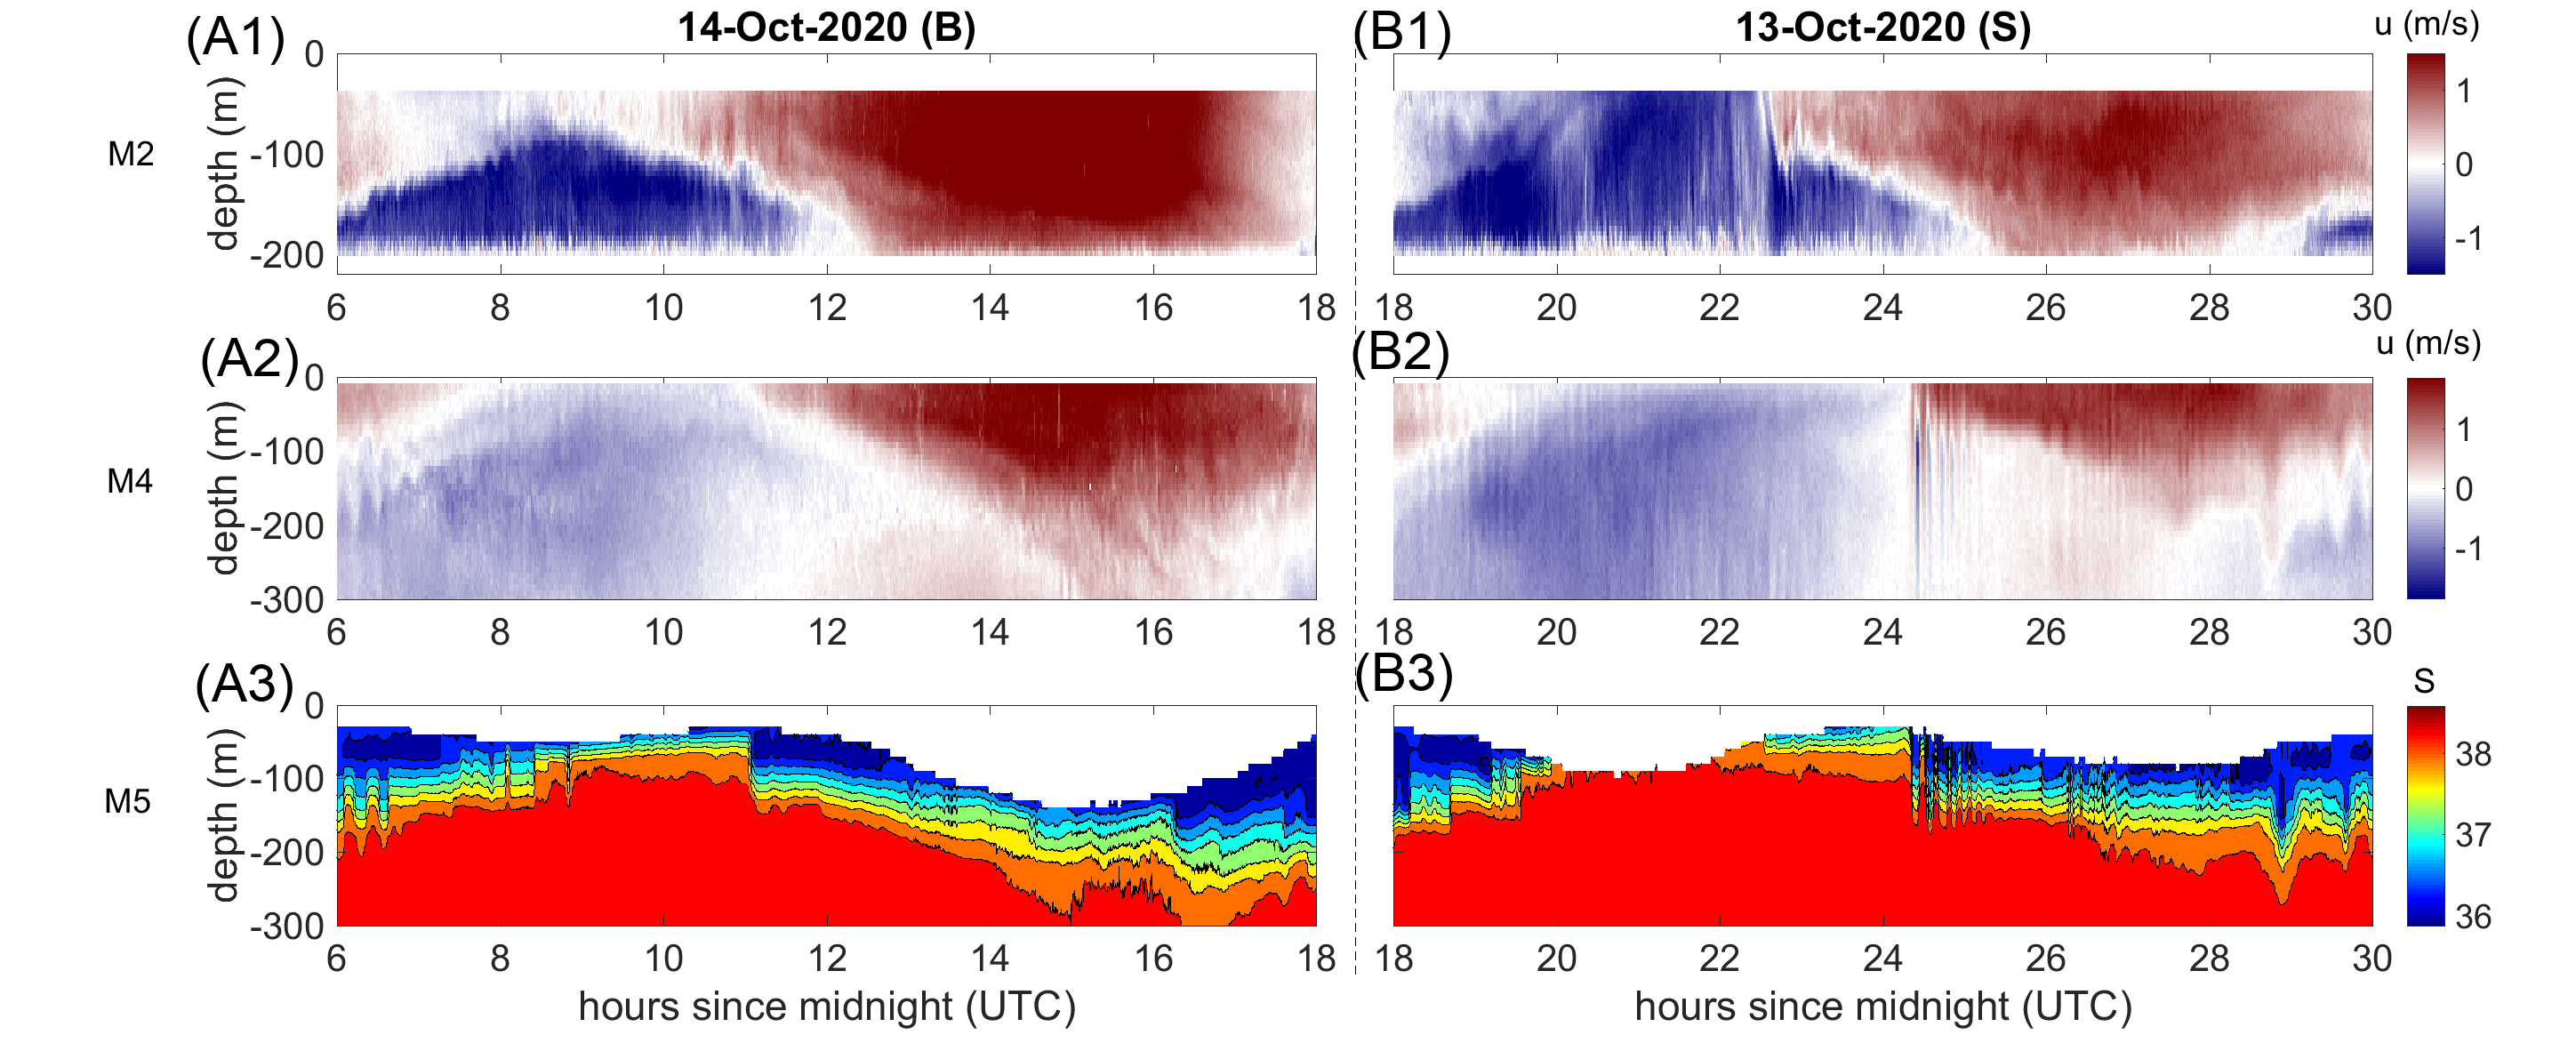 (A1) 14-Oct-2020 (B) (B1) 13-Oct-2020 (S) u (m/s)
M2
depth (m)
0
-100
-200
6 8 10 12 14 16 18
18 20 22 24 26 28 30
1
0
-1
(A2) (B2) u (m/s)
M4
depth (m)
0
-100
-200
-300
6 8 10 12 14 16 18
18 20 22 24 26 28 30
1
0
-1
(A3) (B3) S
M5
depth (m)
0
-100
-200
-300
6 8 10 12 14 16 18
18 20 22 24 26 28 30
38
37
36
hours since midnight (UTC) hours since midnight (UTC)